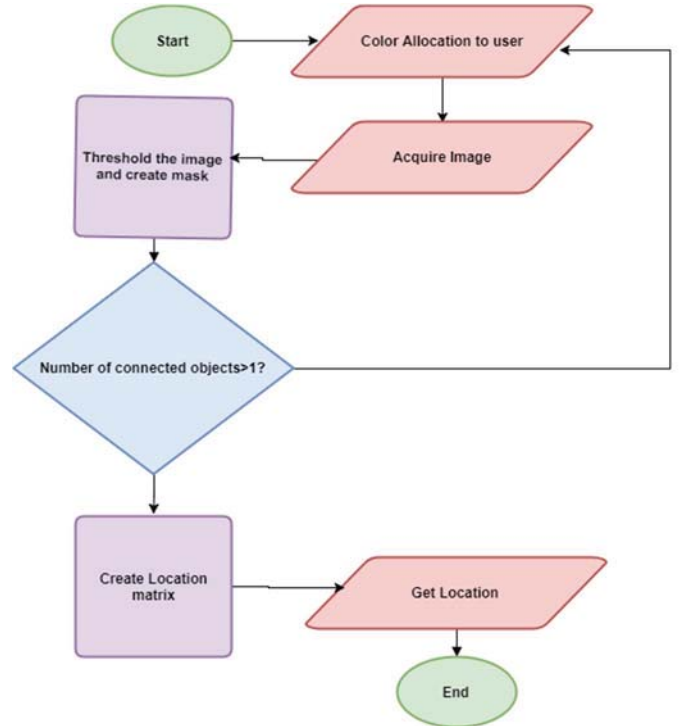 Start
Color Allocation to user
Acquire Image
Threshold the image
and create mask
Number of connected objects>1?
Create Location
matrix
Get Location
End